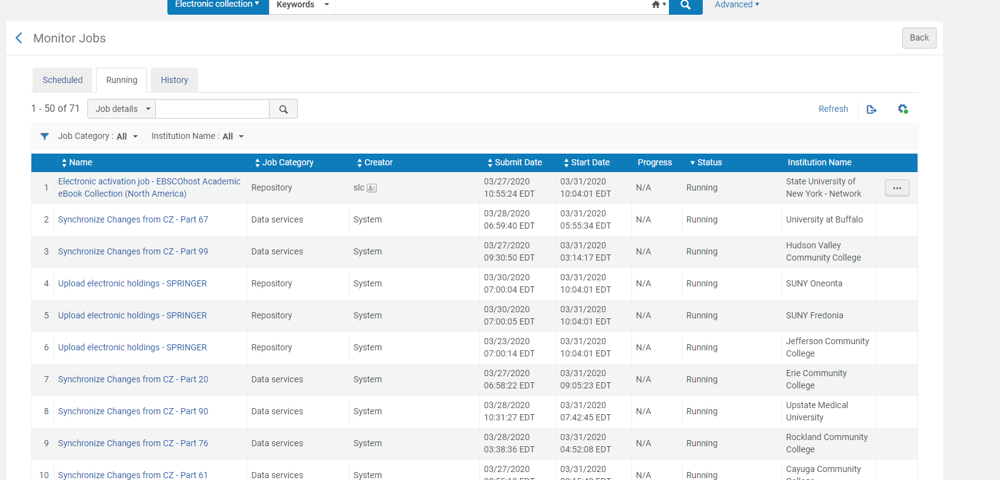 Electronic collection
Keywords
Advanced
Monitor Jobs
Back
Scheduled
Running
History
1 - 50 of 71
Job details
Refresh
Job Category : All
Institution Name : All
Name Job Category Creator Submit Date Start Date Progress Status Institution Name
1 Electronic activation job - EBSCOhost Academic eBook Collection (North America) Repository slc 03/27/2020 10:55:24 EDT 03/31/2020 10:04:01 EDT N/A Running State University of New York - Network ...
2 Synchronize Changes from CZ - Part 67 Data services System 03/28/2020 06:59:40 EDT 03/31/2020 05:55:34 EDT N/A Running University at Buffalo
3 Synchronize Changes from CZ - Part 99 Data services System 03/27/2020 09:30:50 EDT 03/31/2020 03:14:17 EDT N/A Running Hudson Valley Community College
4 Upload electronic holdings - SPRINGER Repository System 03/30/2020 07:00:04 EDT 03/31/2020 10:04:01 EDT N/A Running SUNY Oneonta
5 Upload electronic holdings - SPRINGER Repository System 03/30/2020 07:00:05 EDT 03/31/2020 10:04:01 EDT N/A Running SUNY Fredonia
6 Upload electronic holdings - SPRINGER Repository System 03/23/2020 07:00:14 EDT 03/31/2020 10:04:01 EDT N/A Running Jefferson Community College
7 Synchronize Changes from CZ - Part 20 Data services System 03/27/2020 06:58:22 EDT 03/31/2020 09:05:23 EDT N/A Running Erie Community College
8 Synchronize Changes from CZ - Part 90 Data services System 03/28/2020 10:31:27 EDT 03/31/2020 07:42:45 EDT N/A Running Upstate Medical University
9 Synchronize Changes from CZ - Part 76 Data services System 03/28/2020 03:38:36 EDT 03/31/2020 04:52:08 EDT N/A Running Rockland Community College
10 Synchronize Changes from CZ - Part 61 Data services System 03/27/2020 03/31/2020 N/A Running Cayuga Community